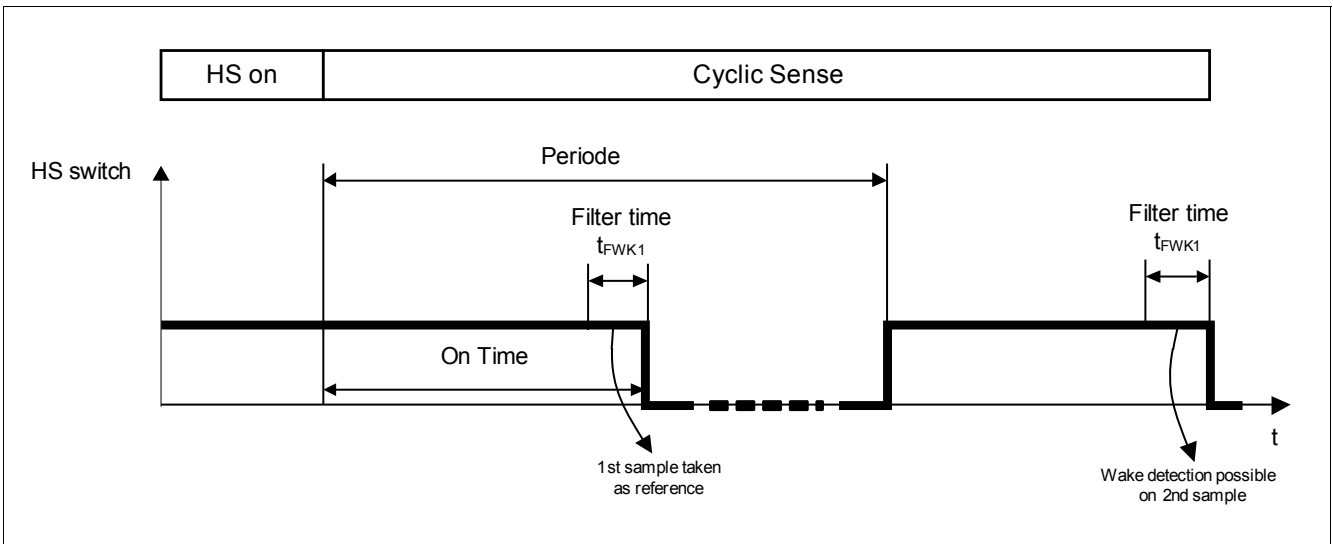 HS on
Cyclic Sense
HS switch
Periode
Filter time
tFWK1
Filter time
tFWK1
On Time
t
1st sample taken
as reference
Wake detection possible
on 2nd sample